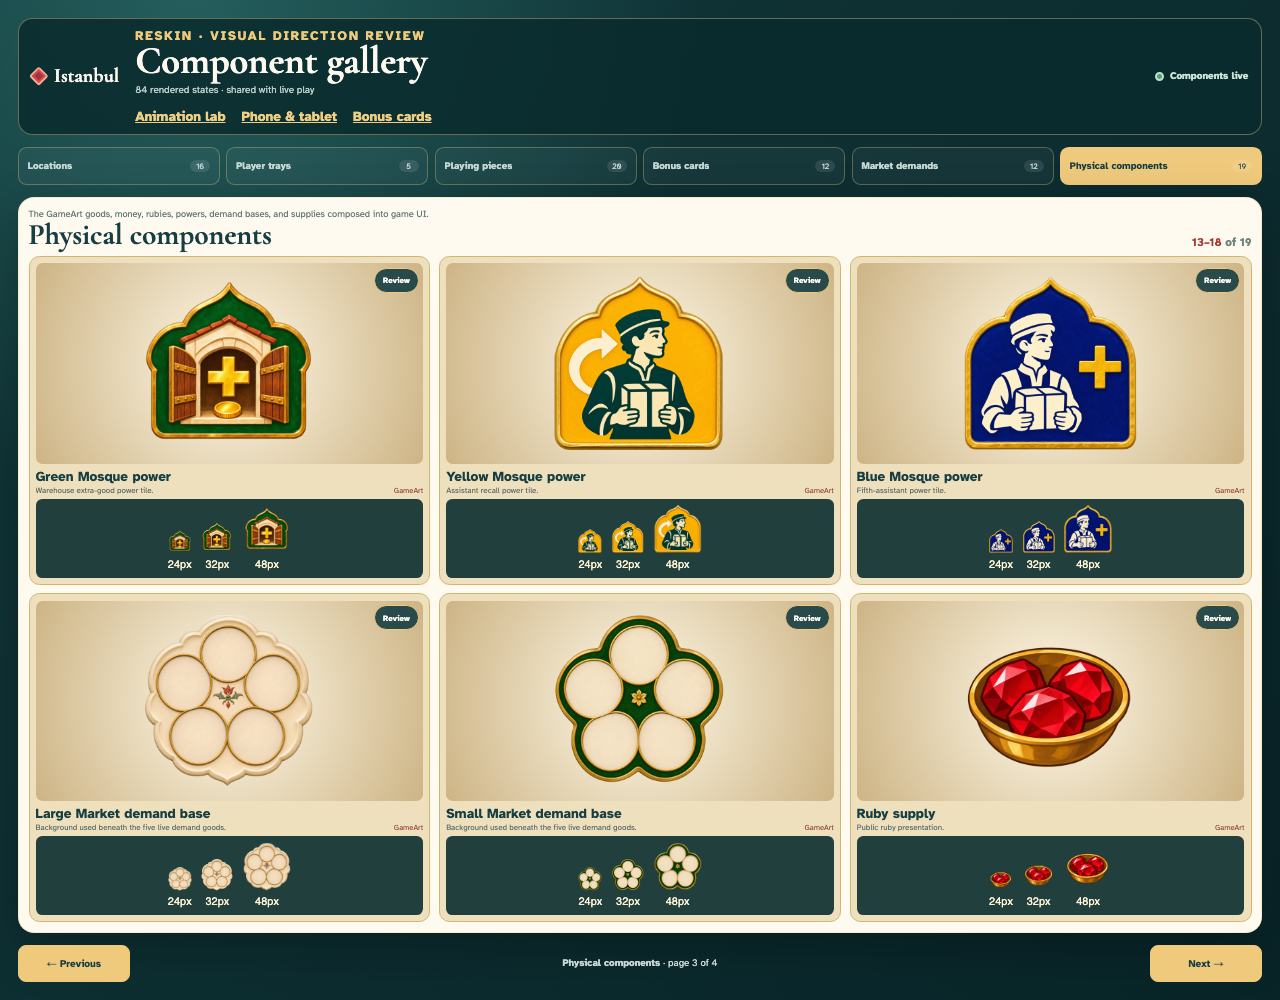 Istanbul
RESKIN · VISUAL DIRECTION REVIEW
Component gallery
84 rendered states · shared with live play
Animation lab Phone & tablet Bonus cards
Components live
Locations 16
Player trays 5
Playing pieces 20
Bonus cards 12
Market demands 12
Physical components 19
The GameArt goods, money, rubies, powers, demand bases, and supplies composed into game UI.
Physical components
13–18 of 19
Review
Green Mosque power
Warehouse extra-good power tile.
GameArt
24px 32px 48px
Review
Yellow Mosque power
Assistant recall power tile.
GameArt
24px 32px 48px
Review
Blue Mosque power
Fifth-assistant power tile.
GameArt
24px 32px 48px
Review
Large Market demand base
Background used beneath the five live demand goods.
GameArt
24px 32px 48px
Review
Small Market demand base
Background used beneath the five live demand goods.
GameArt
24px 32px 48px
Review
Ruby supply
Public ruby presentation.
GameArt
24px 32px 48px
← Previous
Physical components · page 3 of 4
Next →